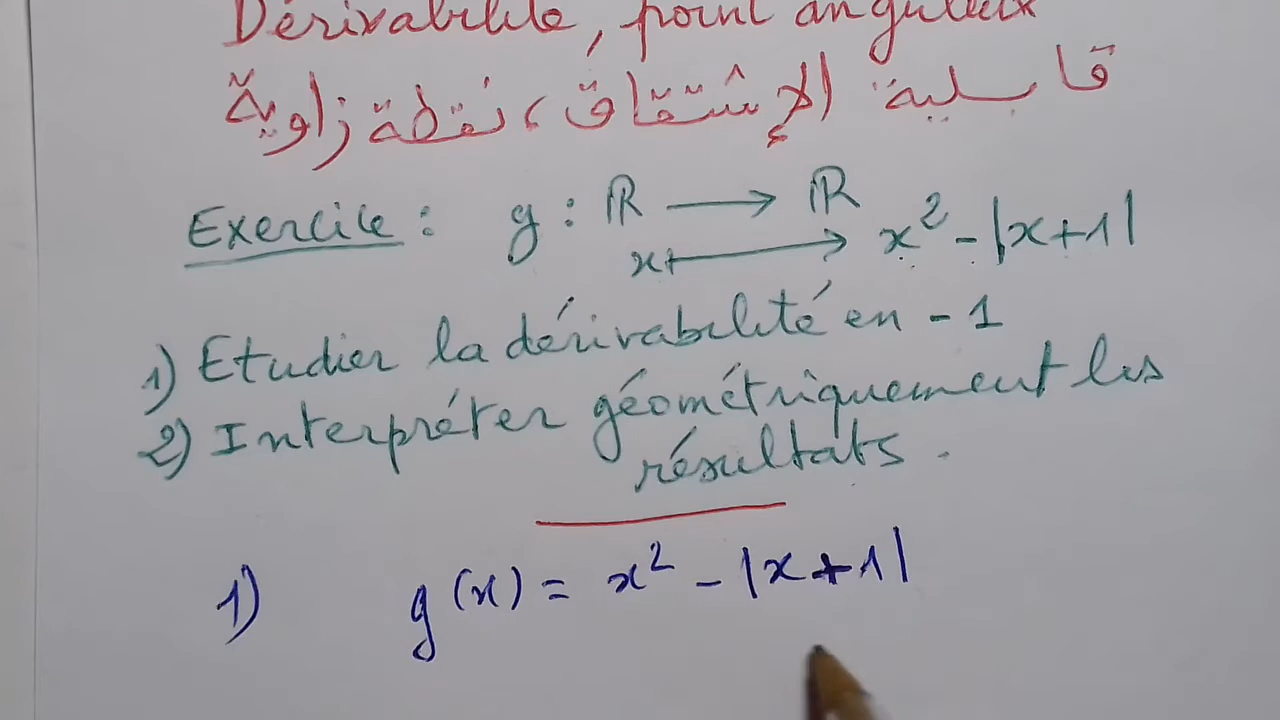 Dérivabilité, point anguleux
قابلية الإشتقاق، نقطة زاوية
Exercice : g : ℝ ⟶ ℝ
x ⟼ x² - |x+1|
1) Etudier la dérivabilité en -1
2) Interpréter géométriquement les
résultats.
1) g(x) = x² - |x+1|